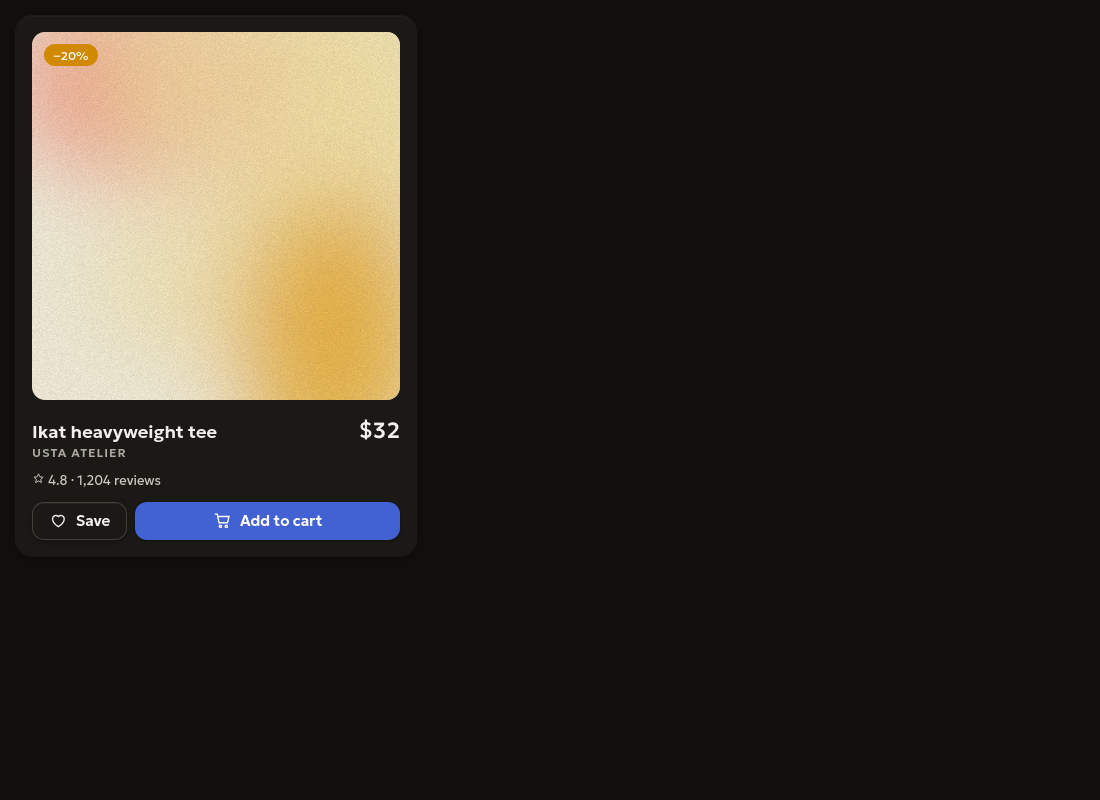 −20%
Ikat heavyweight tee
$32
USTA ATELIER
4.8 · 1,204 reviews
Save
Add to cart